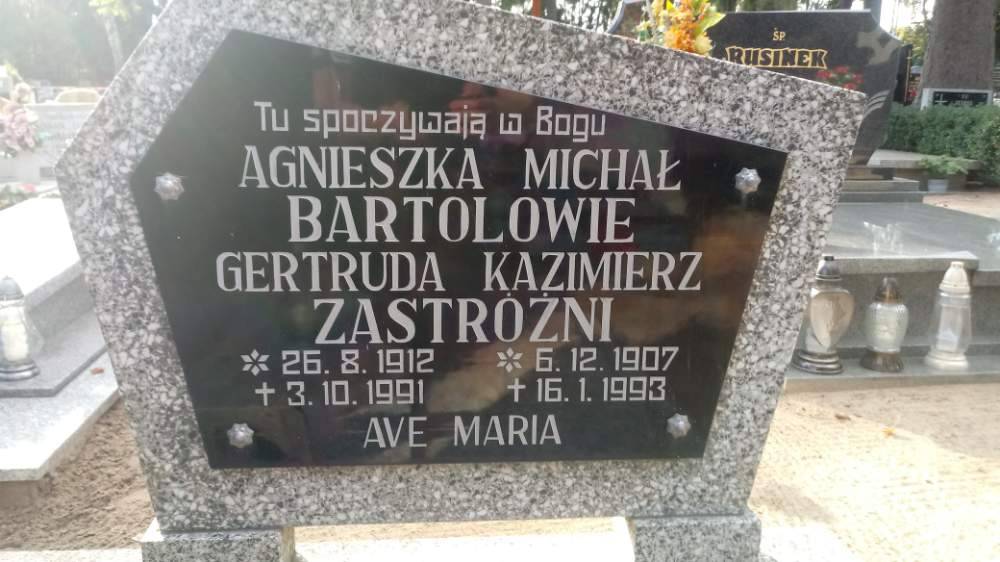 Tu spoczywają w Bogu
AGNIESZKA MICHAŁ
BARTOLOWIE
GERTRUDA KAZIMIERZ
ZASTRÓŻNI
26. 8. 1912 6. 12. 1907
3. 10. 1991 16. 1. 1993
AVE MARIA
ŚP.
RUSINEK